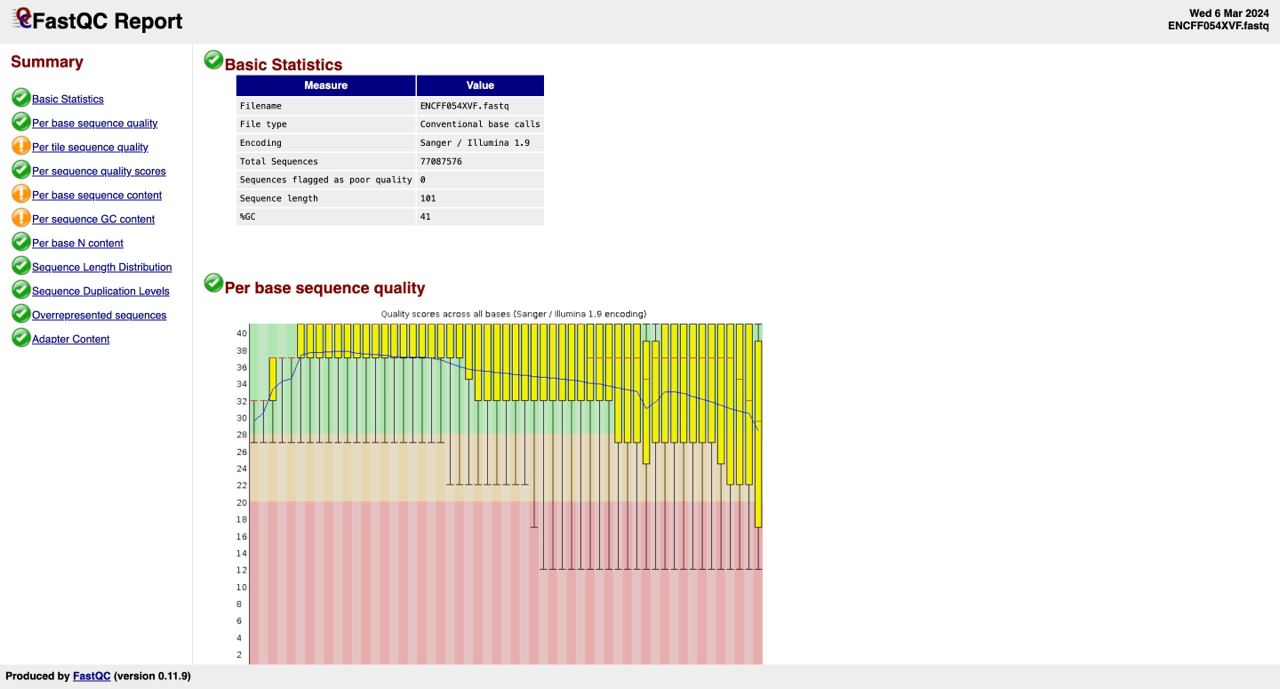 FastQC Report
Wed 6 Mar 2024
ENCFF054XVF.fastq
Summary
Basic Statistics
Per base sequence quality
Per tile sequence quality
Per sequence quality scores
Per base sequence content
Per sequence GC content
Per base N content
Sequence Length Distribution
Sequence Duplication Levels
Overrepresented sequences
Adapter Content
Basic Statistics
Measure Value
Filename ENCFF054XVF.fastq
File type Conventional base calls
Encoding Sanger / Illumina 1.9
Total Sequences 77087576
Sequences flagged as poor quality 0
Sequence length 101
%GC 41
Per base sequence quality
Quality scores across all bases (Sanger / Illumina 1.9 encoding)
40
38
36
34
32
30
28
26
24
22
20
18
16
14
12
10
8
6
4
2
Produced by FastQC (version 0.11.9)